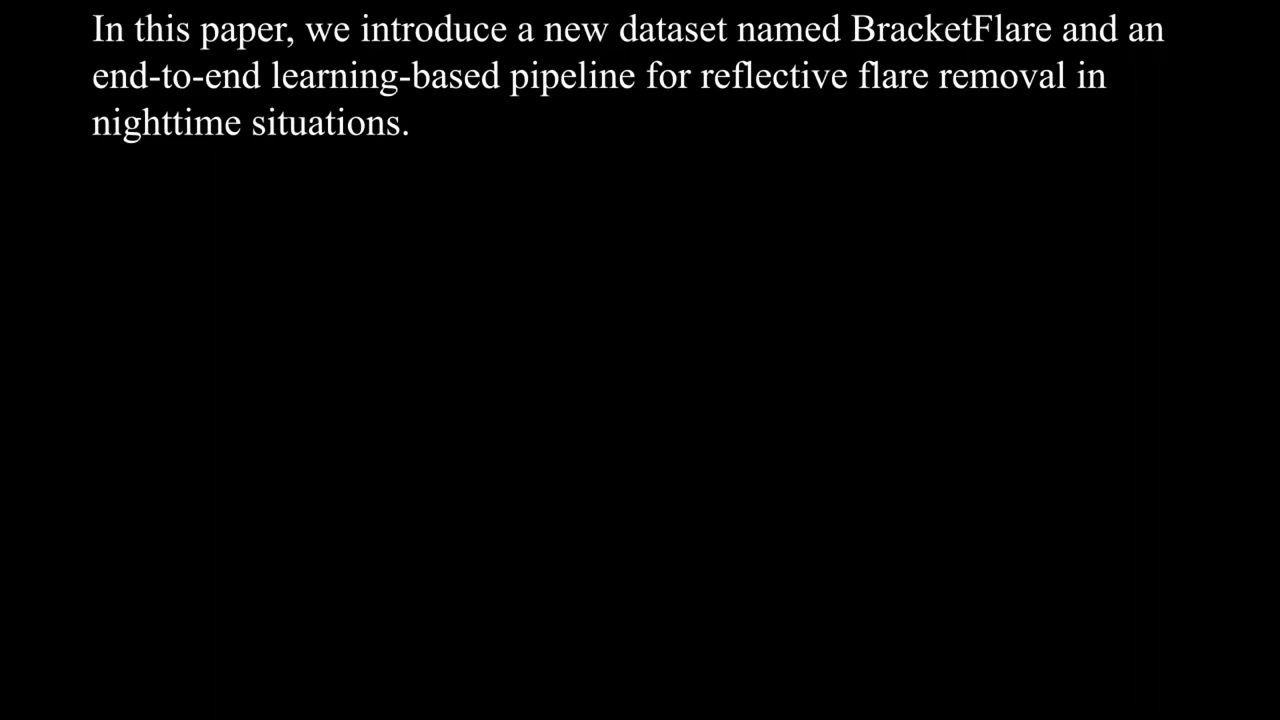 In this paper, we introduce a new dataset named BracketFlare and an
end-to-end learning-based pipeline for reflective flare removal in
nighttime situations.